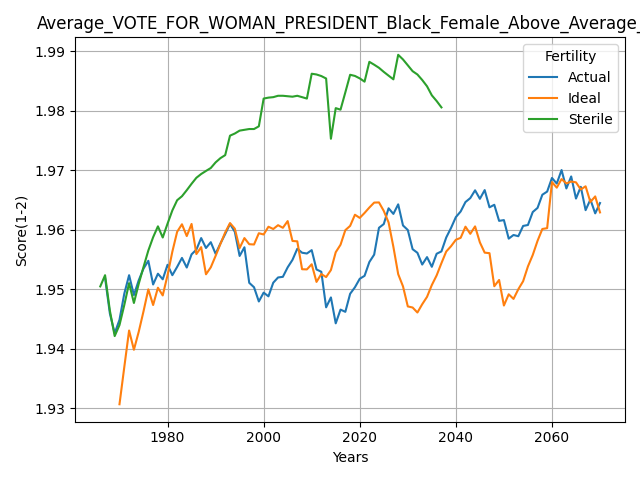 Average_VOTE_FOR_WOMAN_PRESIDENT_Black_Female_Above_Average_
1.99
1.98
1.97
1.96
1.95
1.94
1.93
Score(1-2)
Fertility
Actual
Ideal
Sterile
1980 2000 2020 2040 2060
Years